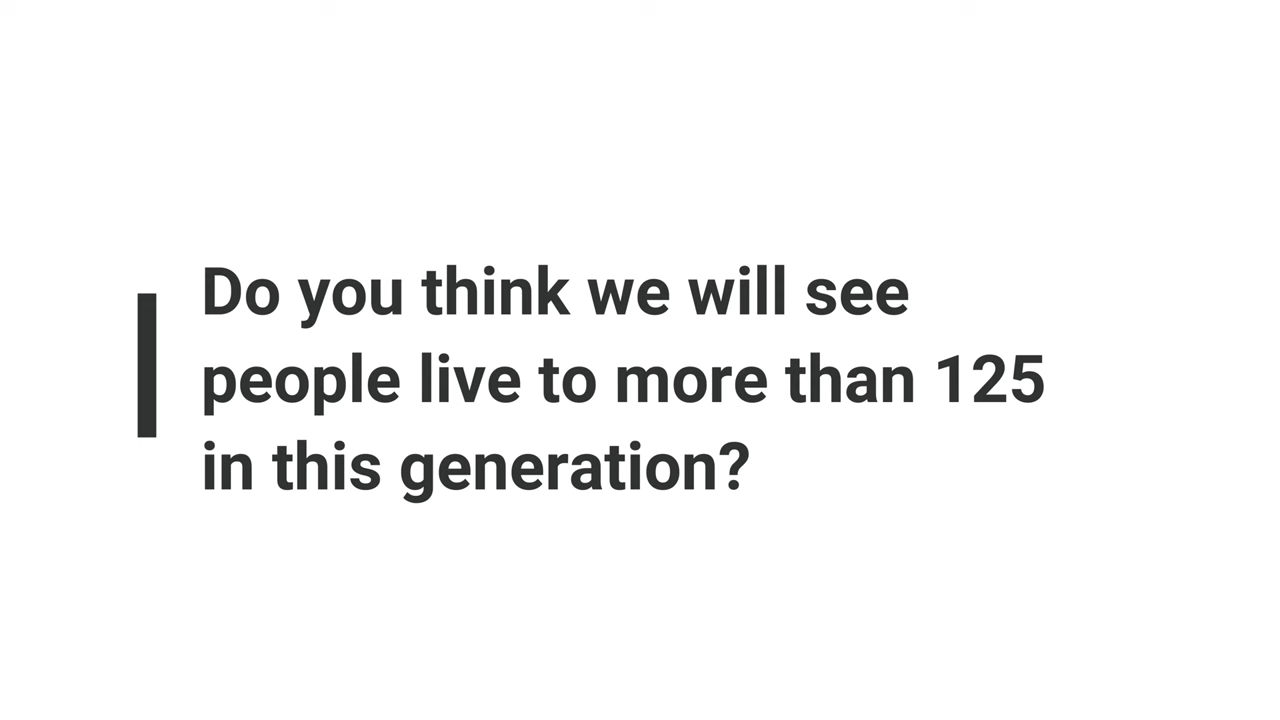 Do you think we will see
people live to more than 125
in this generation?